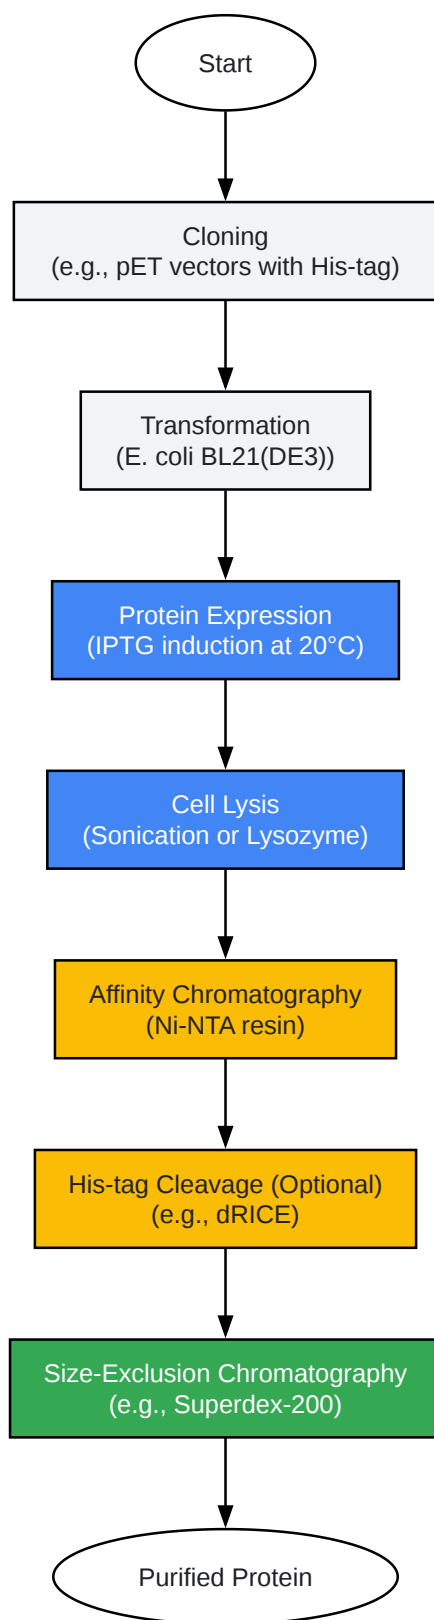 Start
Cloning
(e.g., pET vectors with His-tag)
Transformation
(E. coli BL21(DE3))
Protein Expression
(IPTG induction at 20°C)
Cell Lysis
(Sonication or Lysozyme)
Affinity Chromatography
(Ni-NTA resin)
His-tag Cleavage (Optional)
(e.g., dRICE)
Size-Exclusion Chromatography
(e.g., Superdex-200)
Purified Protein